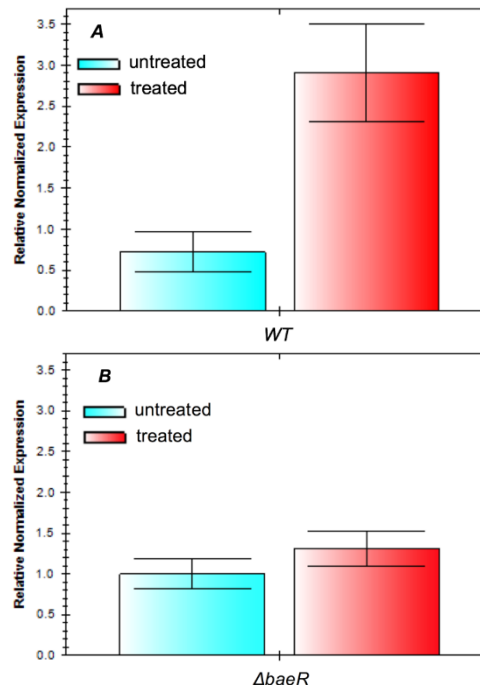 A
untreated
treated
Relative Normalized Expression
3.5
3.0
2.5
2.0
1.5
1.0
0.5
0.0
WT
B
untreated
treated
Relative Normalized Expression
3.5
3.0
2.5
2.0
1.5
1.0
0.5
0.0
ΔbaeR